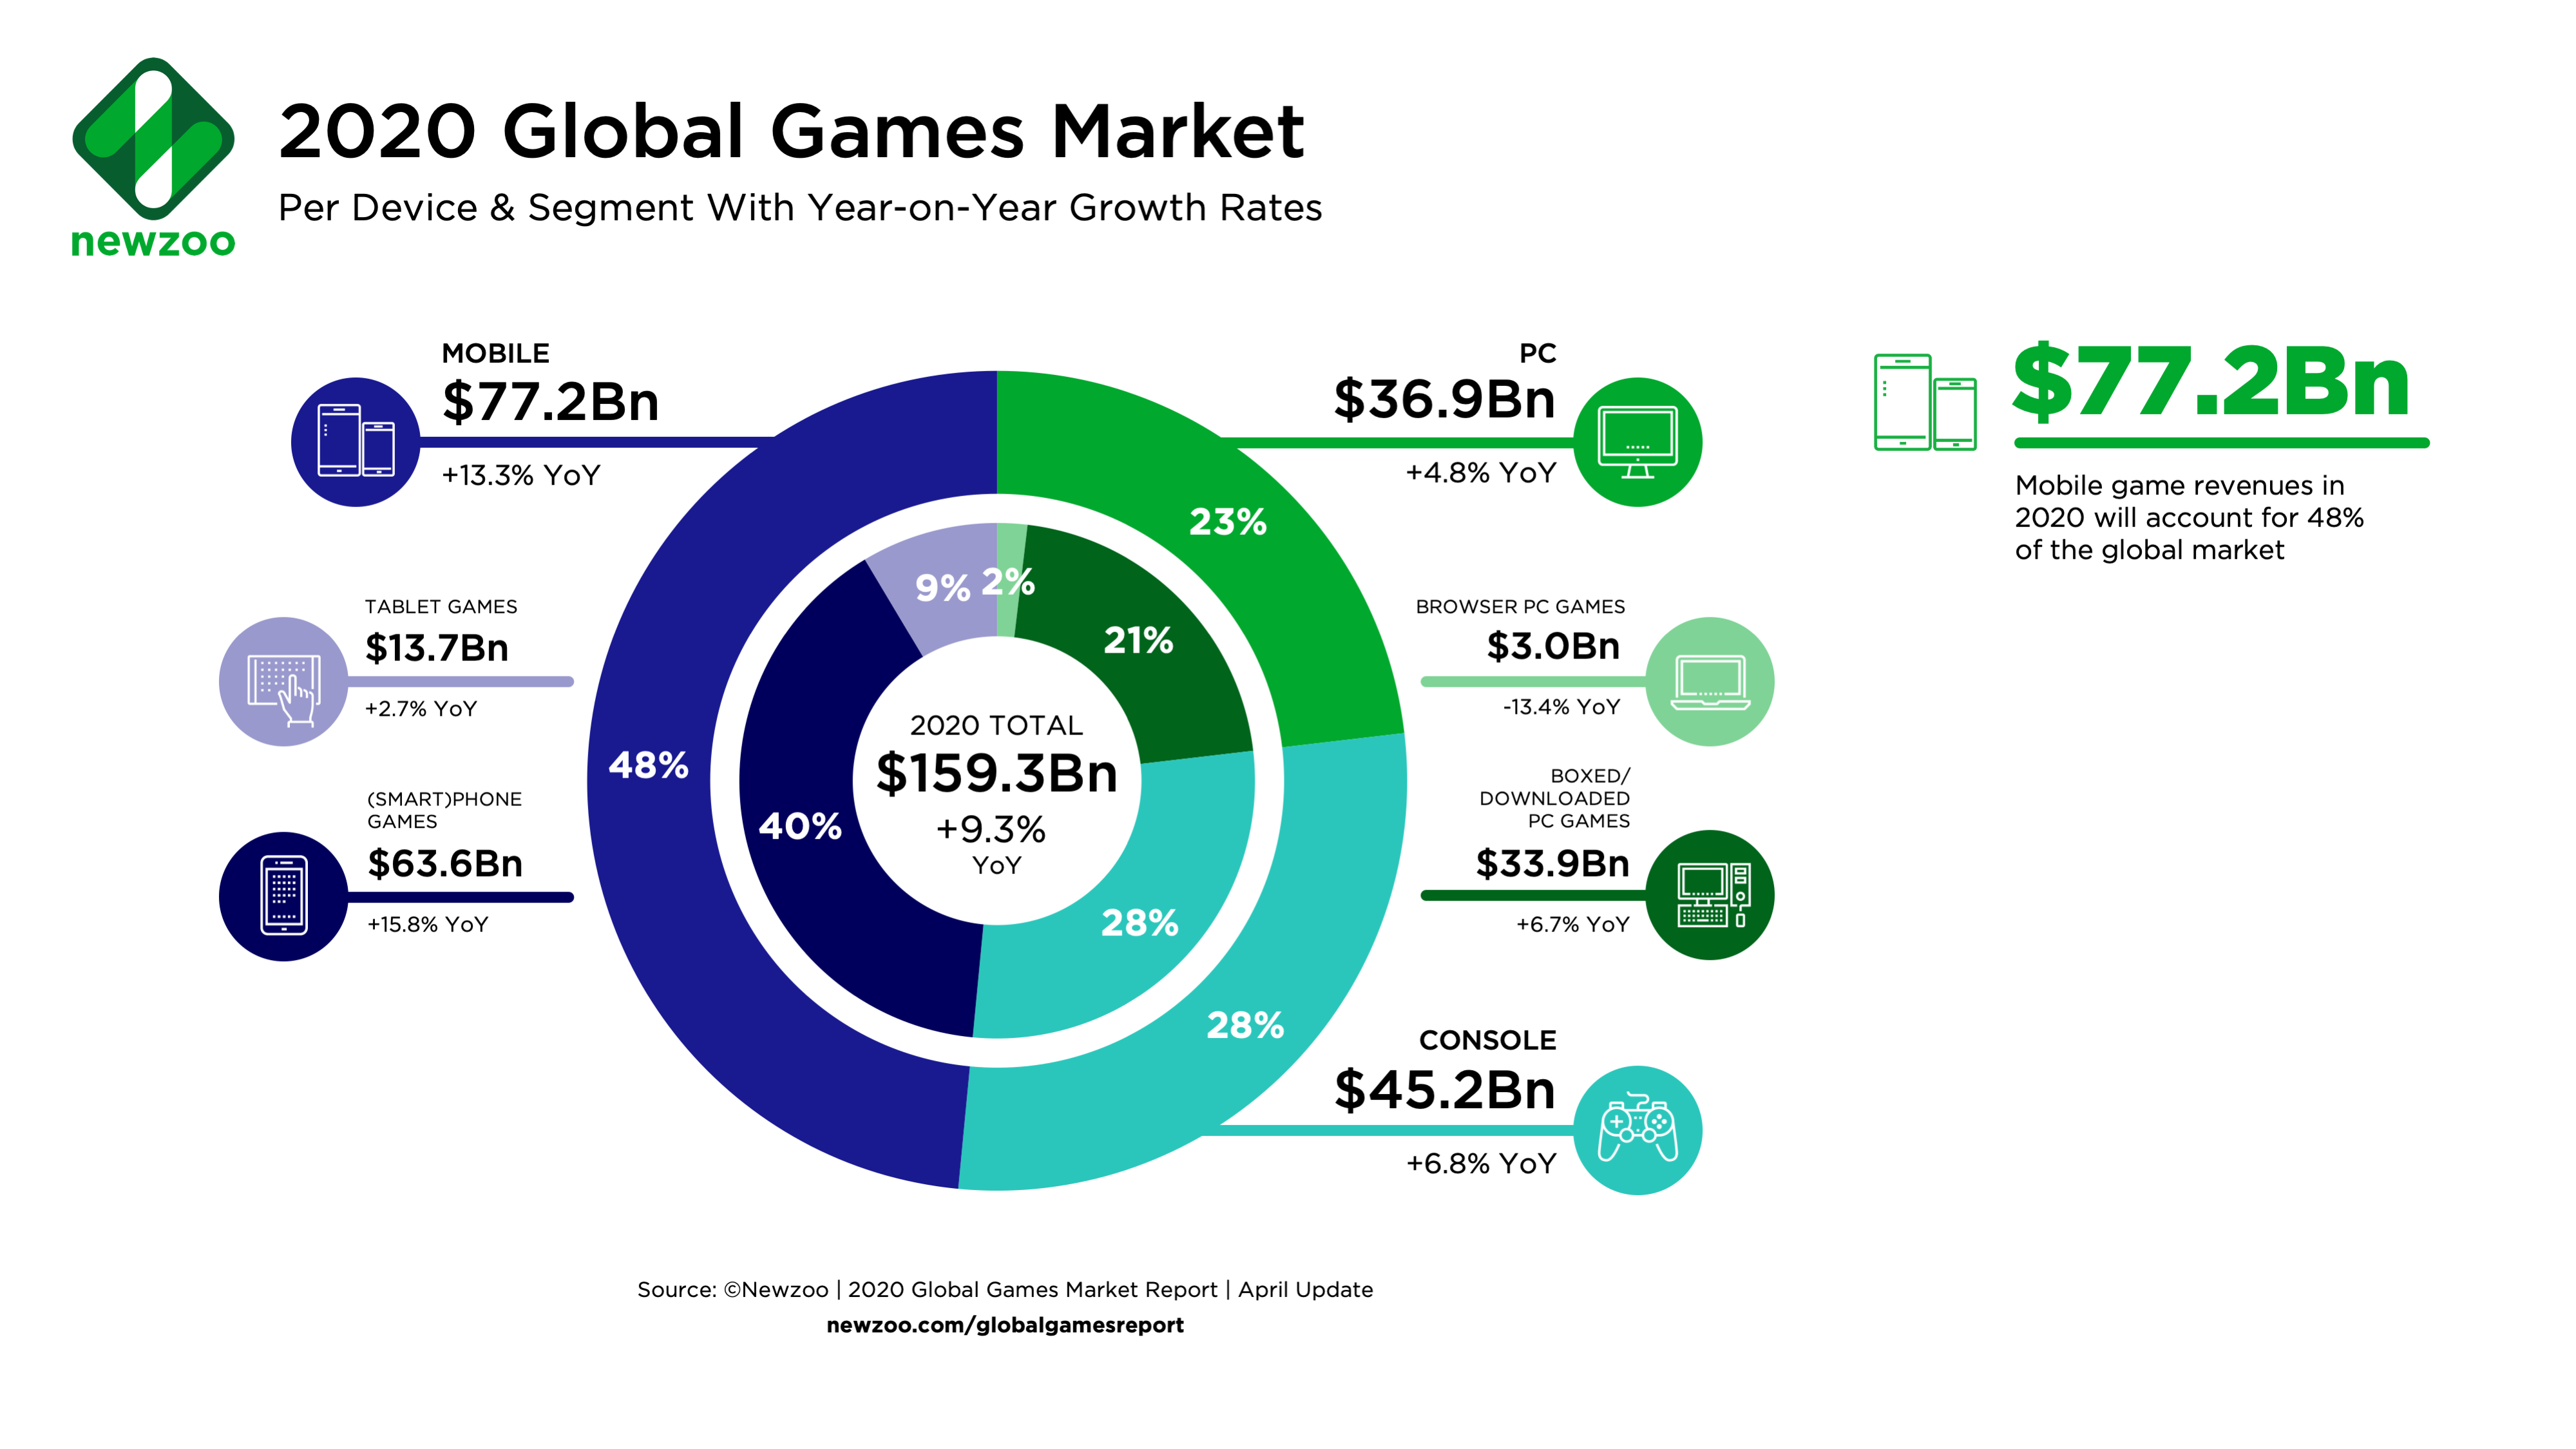 newzoo
2020 Global Games Market
Per Device & Segment With Year-on-Year Growth Rates
MOBILE
$77.2Bn
+13.3% YoY
TABLET GAMES
$13.7Bn
+2.7% YoY
(SMART)PHONE
GAMES
$63.6Bn
+15.8% YoY
48%
23%
28%
9%
2%
21%
40%
28%
2020 TOTAL
$159.3Bn
+9.3%
YoY
PC
$36.9Bn
+4.8% YoY
BROWSER PC GAMES
$3.0Bn
-13.4% YoY
BOXED/
DOWNLOADED
PC GAMES
$33.9Bn
+6.7% YoY
CONSOLE
$45.2Bn
+6.8% YoY
$77.2Bn
Mobile game revenues in
2020 will account for 48%
of the global market
Source: ©Newzoo | 2020 Global Games Market Report | April Update
newzoo.com/globalgamesreport